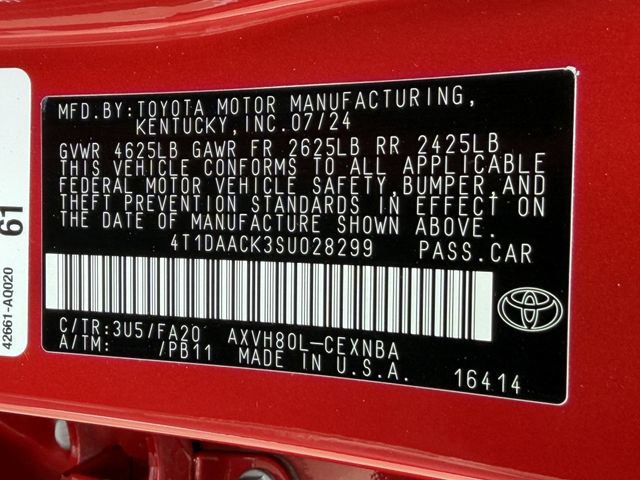 MFD.BY:TOYOTA MOTOR MANUFACTURING,
KENTUCKY,INC.07/24
GVWR 4625LB GAWR FR 2625LB RR 2425LB
THIS VEHICLE CONFORMS TO ALL APPLICABLE
FEDERAL MOTOR VEHICLE SAFETY,BUMPER,AND
THEFT PREVENTION STANDARDS IN EFFECT ON
THE DATE OF MANUFACTURE SHOWN ABOVE.
4T1DAACK3SU028299 PASS.CAR
C/TR:3U5/FA20 AXVH80L-CEXNBA
A/TM: /PB11 MADE IN U.S.A.
16414
61
42661-AQ020